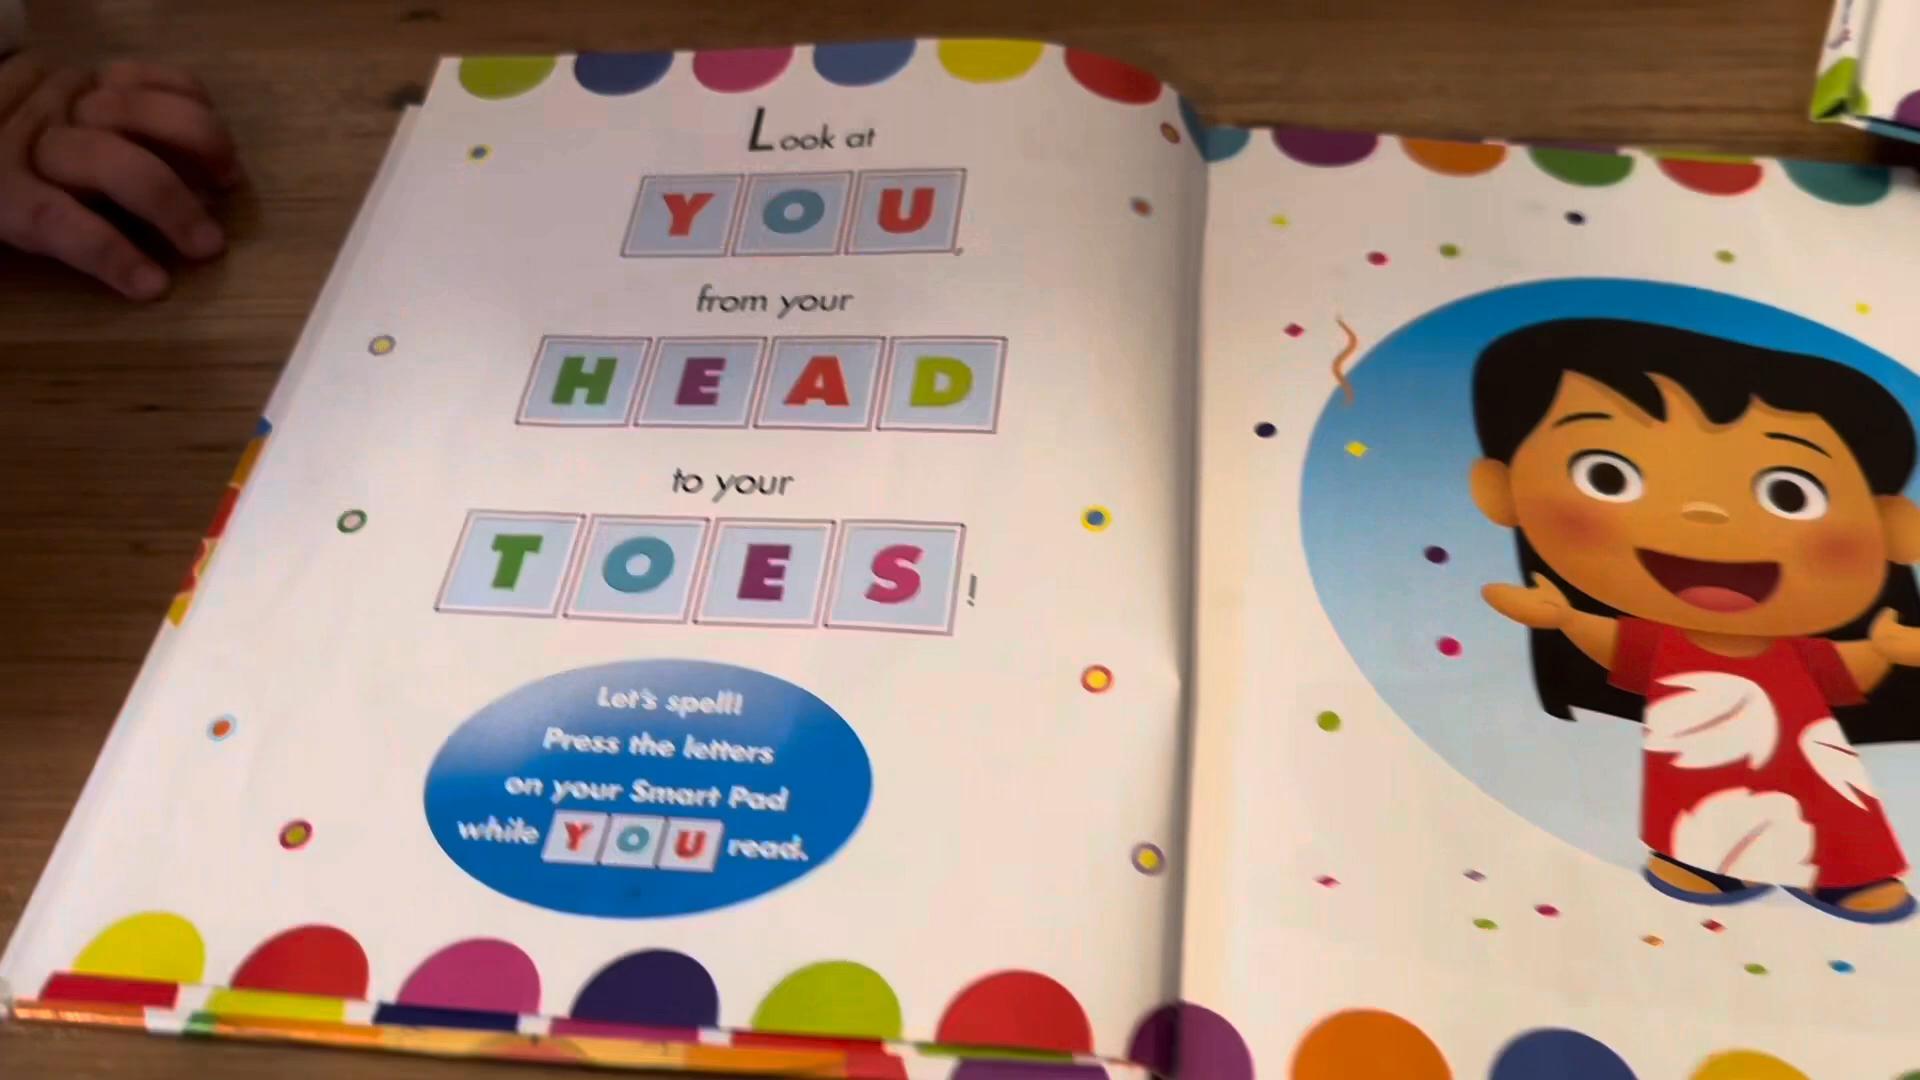 Look at
YOU,
from your
HEAD
to your
TOES!
Let's spell!
Press the letters
on your Smart Pad
while YOU read.